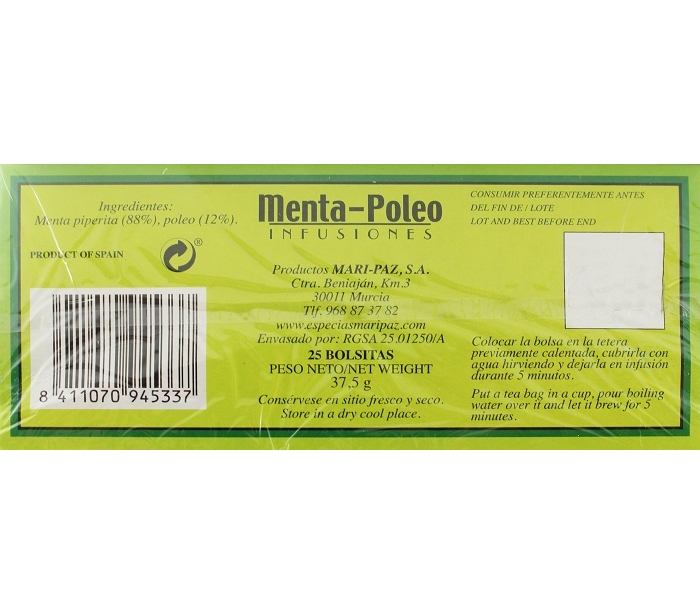 Ingredientes:
Menta piperita (88%), poleo (12%).
PRODUCT OF SPAIN
®
8 411070 945337
Menta-Poleo
INFUSIONES
Productos MARI-PAZ, S.A.
Ctra. Beniaján, Km.3
30011 Murcia
Tlf. 968 87 37 82
www.especiasmaripaz.com
Envasado por: RGSA 25.01250/A
25 BOLSITAS
PESO NETO/NET WEIGHT
37,5 g
Consérvese en sitio fresco y seco.
Store in a dry cool place.
CONSUMIR PREFERENTEMENTE ANTES
DEL FIN DE / LOTE
LOT AND BEST BEFORE END
Colocar la bolsa en la tetera
previamente calentada, cubrirla con
agua hirviendo y dejarla en infusión
durante 5 minutos.
Put a tea bag in a cup, pour boiling
water over it and let it brew for 5
minutes.